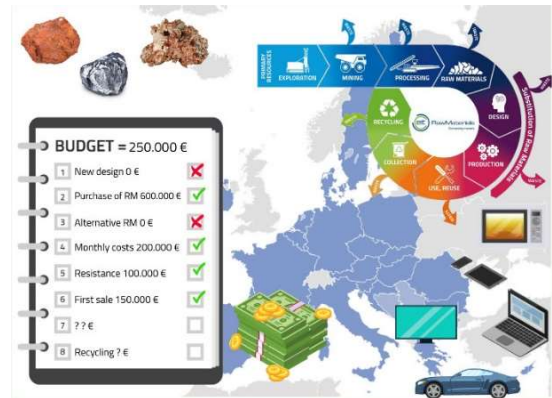 BUDGET = 250.000 €
1 New design 0 €
2 Purchase of RM 600.000 €
3 Alternative RM 0 €
4 Monthly costs 200.000 €
5 Resistance 100.000 €
6 First sale 150.000 €
7 ? ? €
8 Recycling ? €
PRIMARY RESOURCES
EXPLORATION
MINING
PROCESSING
RAW MATERIALS
DESIGN
PRODUCTION
USE, REUSE
COLLECTION
RECYCLING
RawMaterials
Substitution of Raw Materials